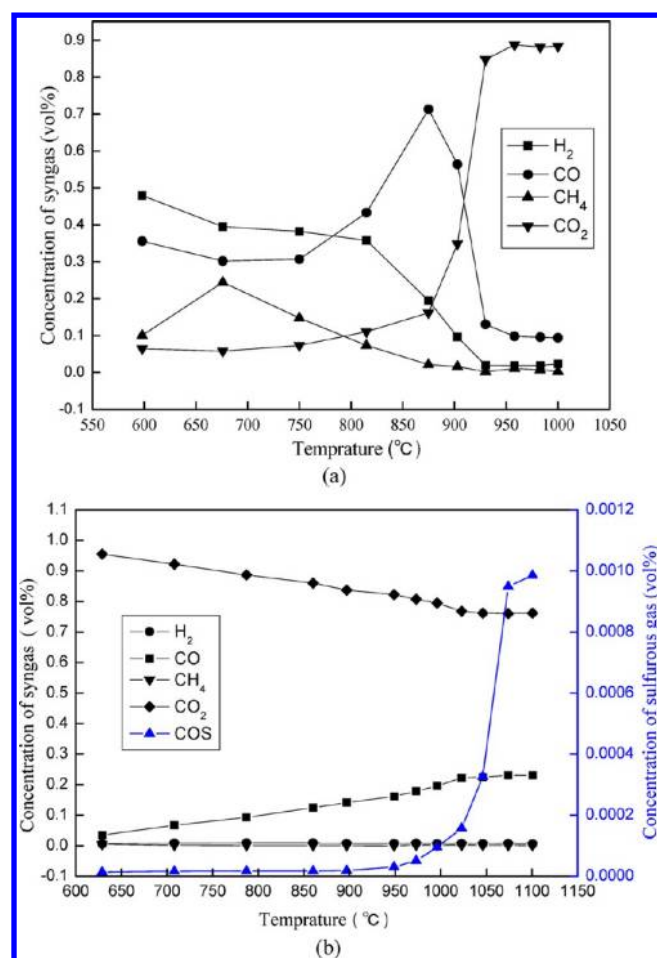 0.9
0.8
0.7
0.6
0.5
0.4
0.3
0.2
0.1
0.0
-0.1
Concentration of syngas (vol%)
H2
CO
CH4
CO2
550 600 650 700 750 800 850 900 950 1000 1050
Temprature (℃)
(a)
1.1
1.0
0.9
0.8
0.7
0.6
0.5
0.4
0.3
0.2
0.1
0.0
-0.1
Concentration of syngas ( vol%)
H2
CO
CH4
CO2
COS
0.0012
0.0010
0.0008
0.0006
0.0004
0.0002
0.0000
Concentration of sulfurous gas (vol%)
600 650 700 750 800 850 900 950 1000 1050 1100 1150
Temprature ( ℃)
(b)